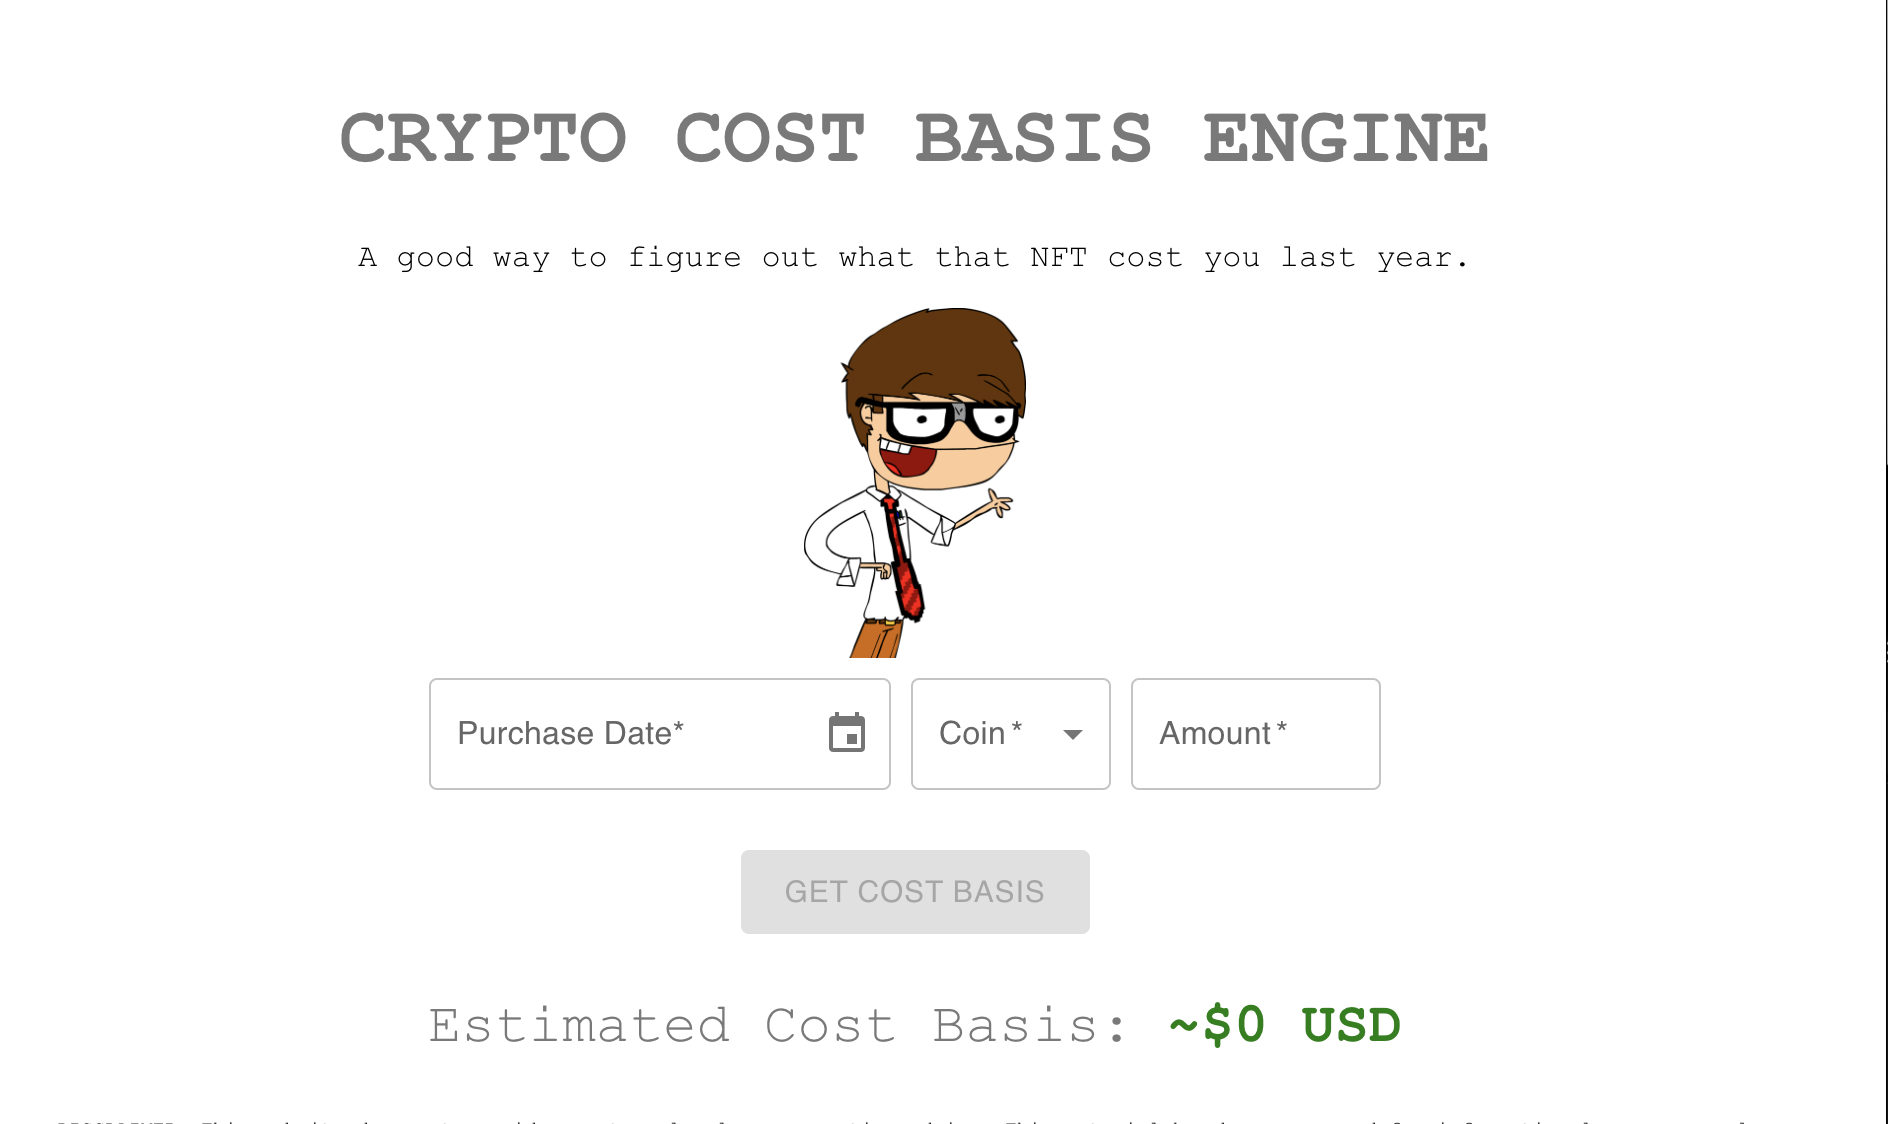 CRYPTO COST BASIS ENGINE
A good way to figure out what that NFT cost you last year.
Purchase Date*
Coin *
Amount *
GET COST BASIS
Estimated Cost Basis: ~$0 USD